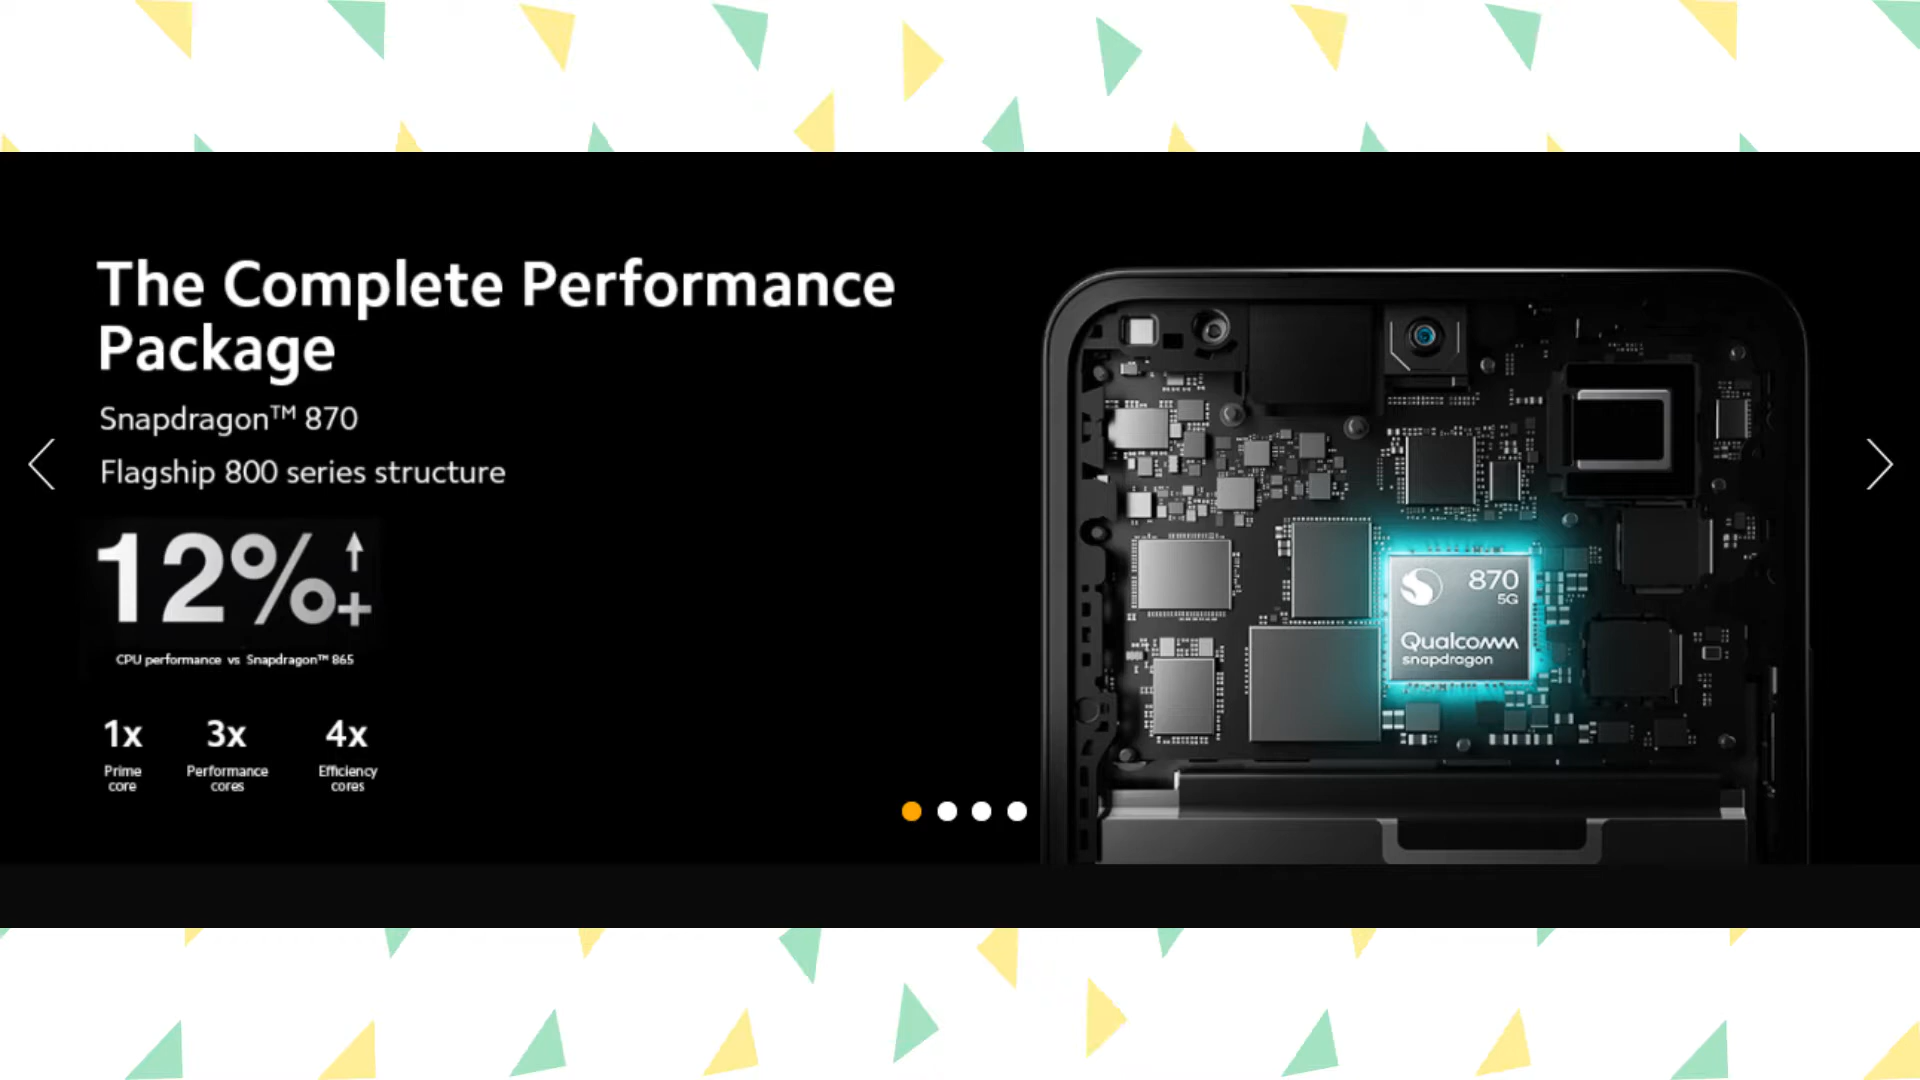 The Complete Performance
Package
Snapdragon™ 870
Flagship 800 series structure
12%↑+
CPU performance vs Snapdragon™ 865
1x 3x 4x
Prime core
Performance cores
Efficiency cores
870
5G
Qualcomm
snapdragon